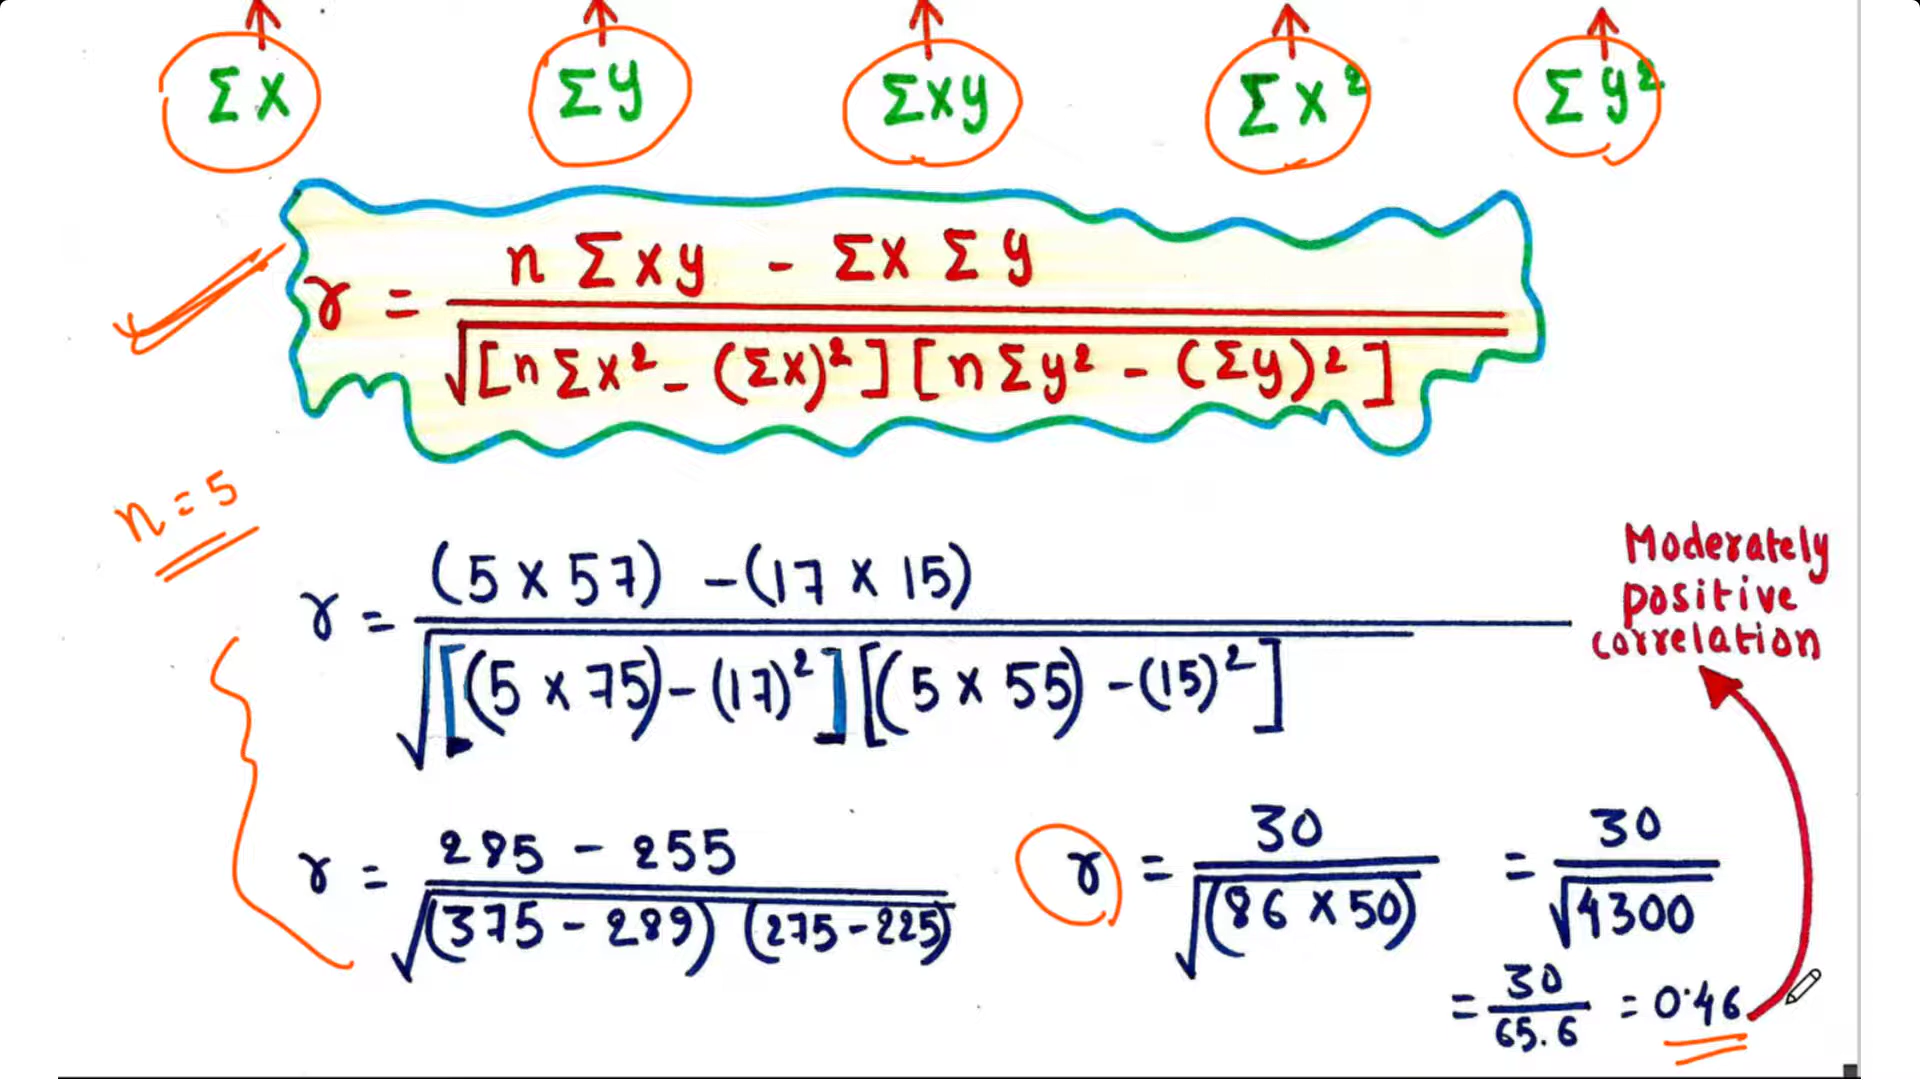 Σx Σy Σxy Σx² Σy²
r = n Σxy - Σx Σy / √[nΣx² - (Σx)²] [nΣy² - (Σy)²]
n = 5
r = (5 × 57) - (17 × 15) / √[(5 × 75) - (17)²] [(5 × 55) - (15)²]
Moderately
positive
correlation
r = 285 - 255 / √(375 - 289) (275 - 225)
r = 30 / √(86 × 50) = 30 / √4300
= 30 / 65.6 = 0.46